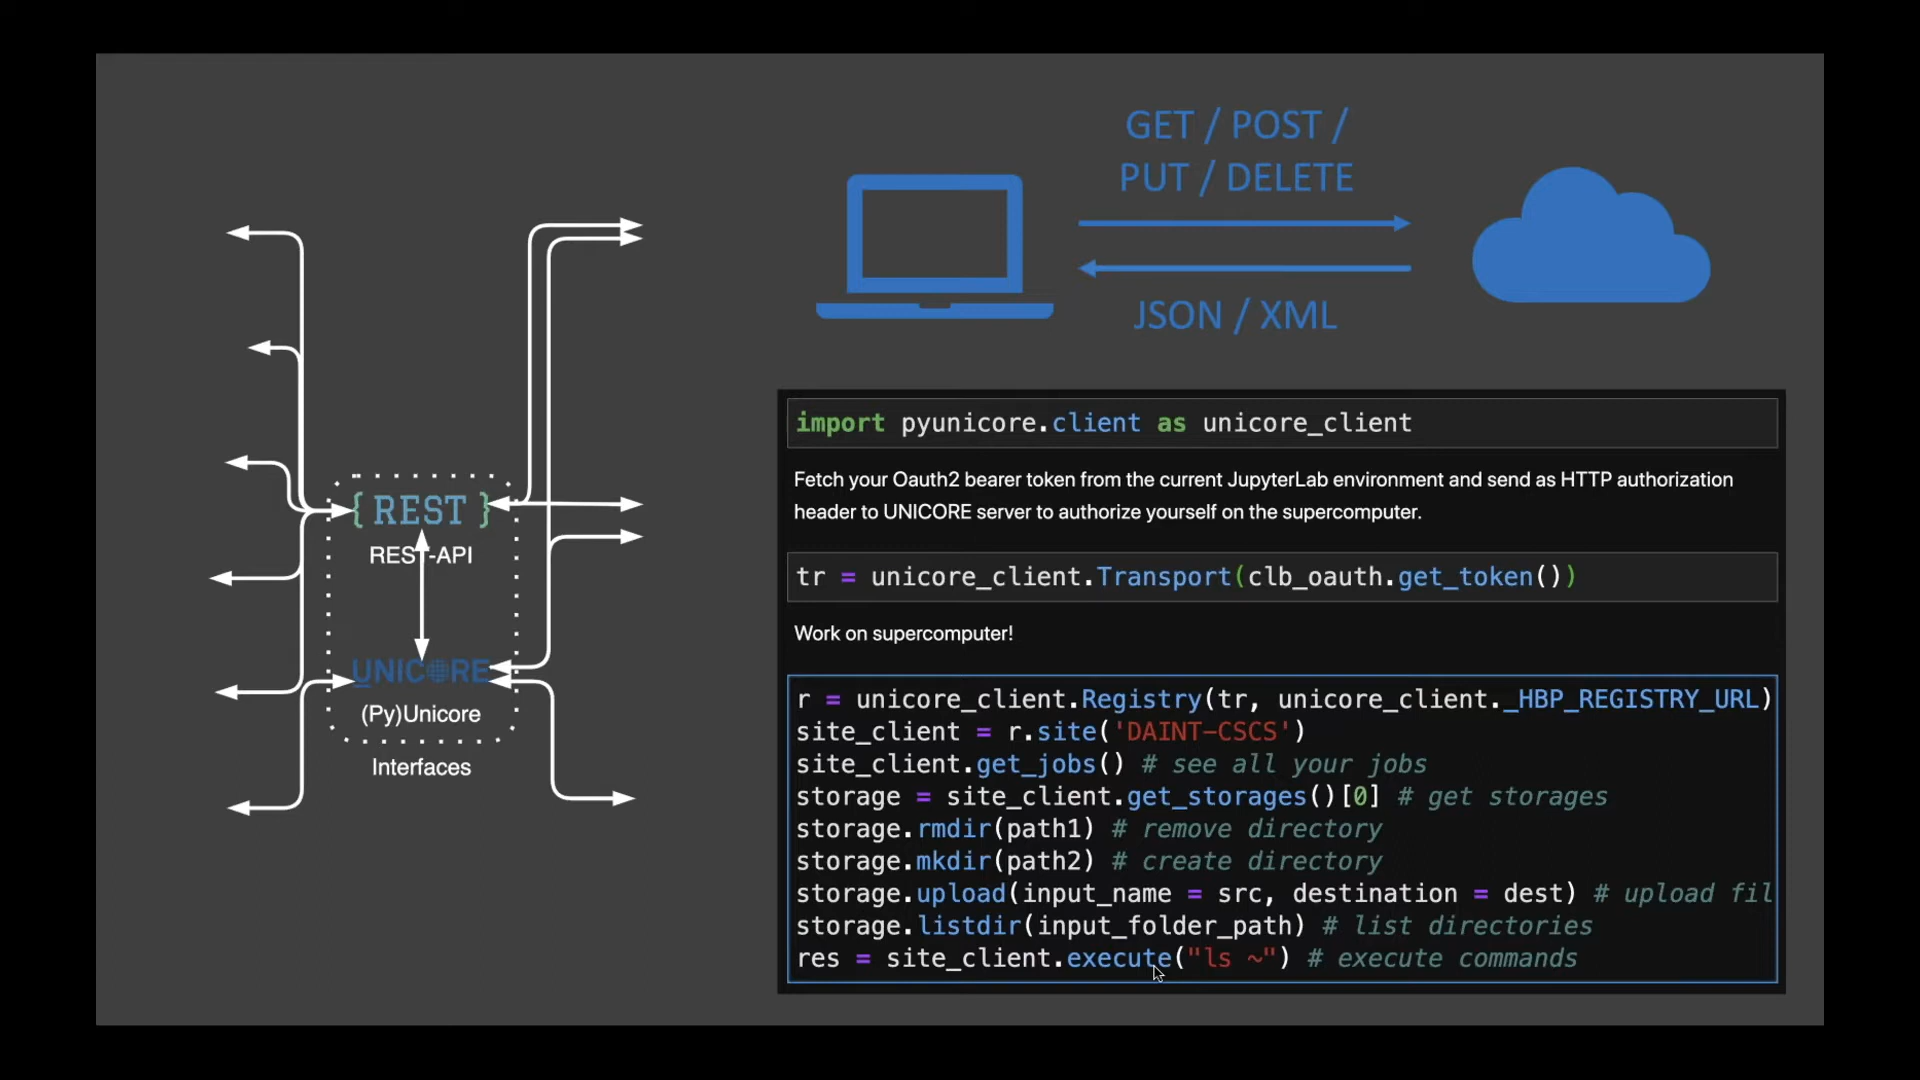 GET / POST /
PUT / DELETE
JSON / XML
{ REST }
REST-API
UNICORE
(Py)Unicore
Interfaces
import pyunicore.client as unicore_client
Fetch your Oauth2 bearer token from the current JupyterLab environment and send as HTTP authorization
header to UNICORE server to authorize yourself on the supercomputer.
tr = unicore_client.Transport(clb_oauth.get_token())
Work on supercomputer!
r = unicore_client.Registry(tr, unicore_client._HBP_REGISTRY_URL)
site_client = r.site('DAINT-CSCS')
site_client.get_jobs() # see all your jobs
storage = site_client.get_storages()[0] # get storages
storage.rmdir(path1) # remove directory
storage.mkdir(path2) # create directory
storage.upload(input_name = src, destination = dest) # upload fil
storage.listdir(input_folder_path) # list directories
res = site_client.execute("ls ~") # execute commands